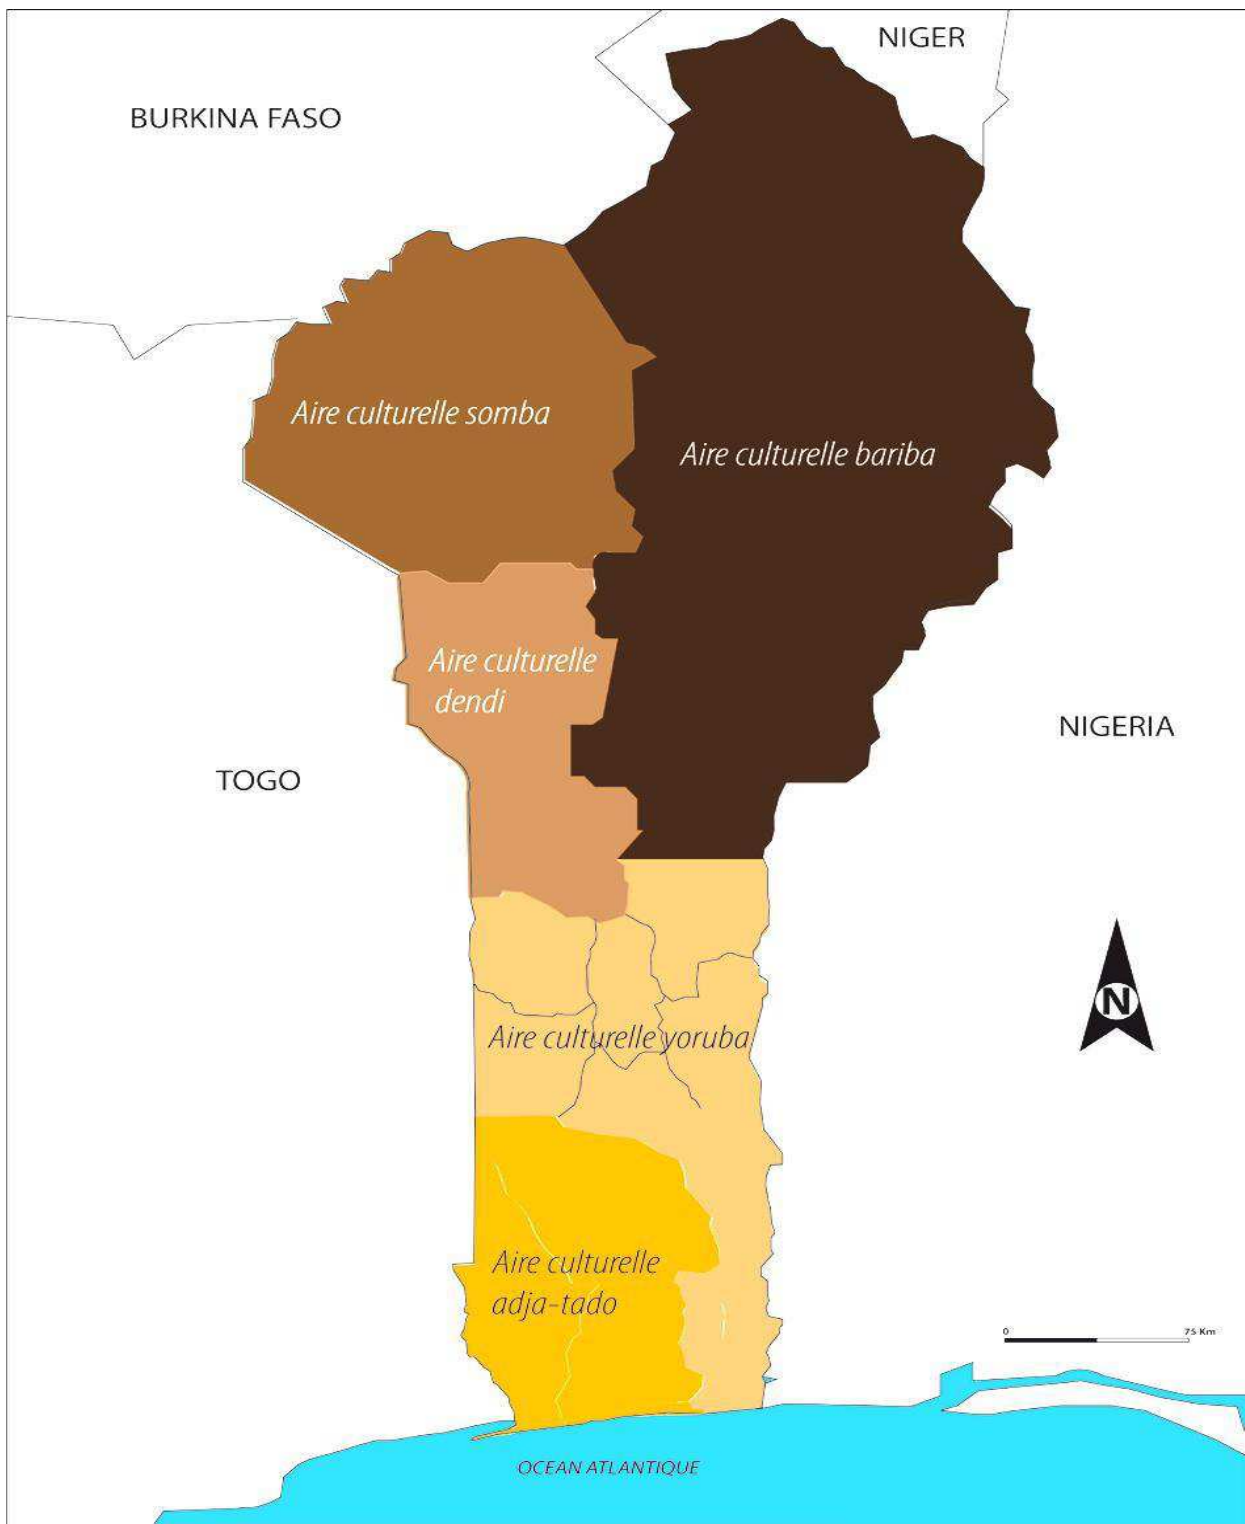 NIGER
BURKINA FASO
Aire culturelle somba
Aire culturelle bariba
Aire culturelle
dendi
NIGERIA
TOGO
N
Aire culturelle yoruba
Aire culturelle
adja-tado
0 75 Km
OCEAN ATLANTIQUE